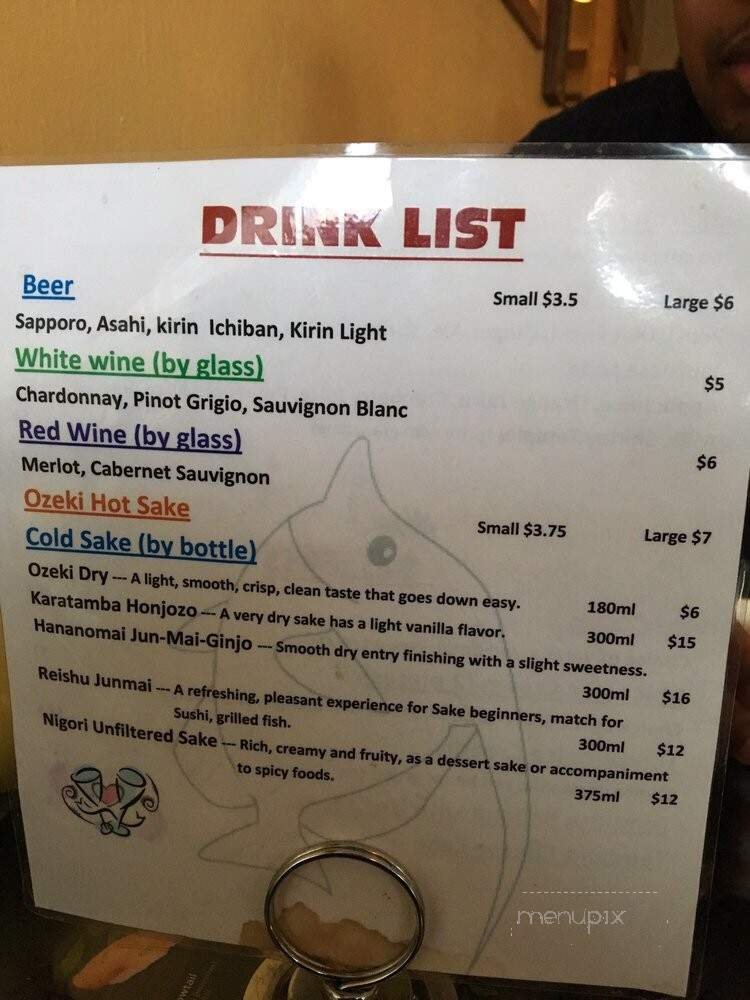 DRINK LIST
Beer Small $3.5 Large $6
Sapporo, Asahi, kirin Ichiban, Kirin Light
White wine (by glass) $5
Chardonnay, Pinot Grigio, Sauvignon Blanc
Red Wine (by glass) $6
Merlot, Cabernet Sauvignon
Ozeki Hot Sake Small $3.75 Large $7
Cold Sake (by bottle)
Ozeki Dry --- A light, smooth, crisp, clean taste that goes down easy. 180ml $6
Karatamba Honjozo --- A very dry sake has a light vanilla flavor. 300ml $15
Hananomai Jun-Mai-Ginjo --- Smooth dry entry finishing with a slight sweetness.
300ml $16
Reishu Junmai --- A refreshing, pleasant experience for Sake beginners, match for
Sushi, grilled fish. 300ml $12
Nigori Unfiltered Sake --- Rich, creamy and fruity, as a dessert sake or accompaniment
to spicy foods. 375ml $12
menupix